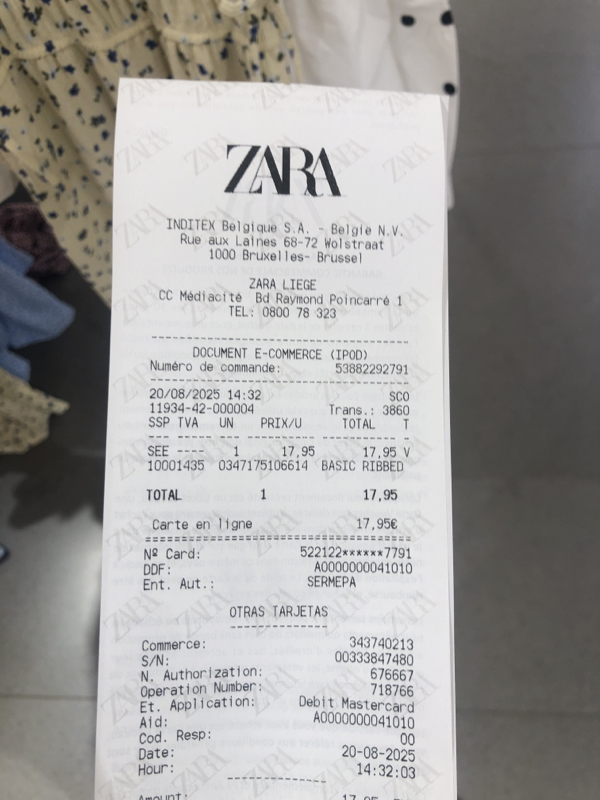 ZARA
INDITEX Belgique S.A. - Belgie N.V.
Rue aux Laines 68-72 Wolstraat
1000 Bruxelles- Brussel
ZARA LIEGE
CC Médiacité Bd Raymond Poincarré 1
TEL: 0800 78 323
DOCUMENT E-COMMERCE (IPOD)
Numéro de commande: 53882292791
20/08/2025 14:32 SCO
11934-42-000004 Trans.: 3860
SSP TVA UN PRIX/U TOTAL T
SEE ---- 1 17,95 17,95 V
10001435 0347175106614 BASIC RIBBED
TOTAL 1 17,95
Carte en ligne 17,95€
Nº Card: 522122******7791
DDF: A0000000041010
Ent. Aut.: SERMEPA
OTRAS TARJETAS
Commerce: 343740213
S/N: 00333847480
N. Authorization: 676667
Operation Number: 718766
Et. Application: Debit Mastercard
Aid: A0000000041010
Cod. Resp: 00
Date: 20-08-2025
Hour: 14:32:03
Amount: 17,95